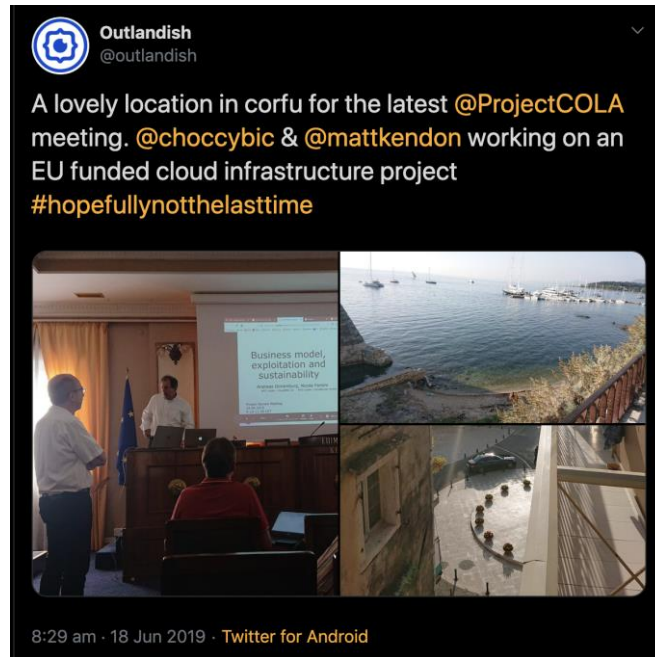 Outlandish
@outlandish
A lovely location in corfu for the latest @ProjectCOLA
meeting. @choccybic & @mattkendon working on an
EU funded cloud infrastructure project
#hopefullynotthelasttime
Business model,
exploitation and
sustainability
8:29 am · 18 Jun 2019 · Twitter for Android